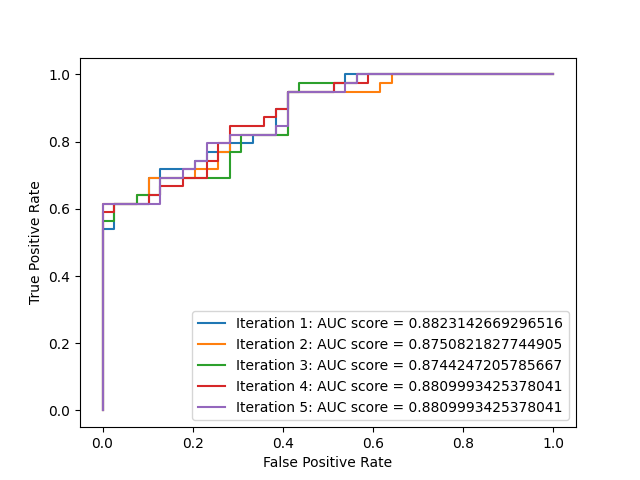 1.0
0.8
0.6
0.4
0.2
0.0
True Positive Rate
Iteration 1: AUC score = 0.8823142669296516
Iteration 2: AUC score = 0.8750821827744905
Iteration 3: AUC score = 0.8744247205785667
Iteration 4: AUC score = 0.8809993425378041
Iteration 5: AUC score = 0.8809993425378041
0.0 0.2 0.4 0.6 0.8 1.0
False Positive Rate